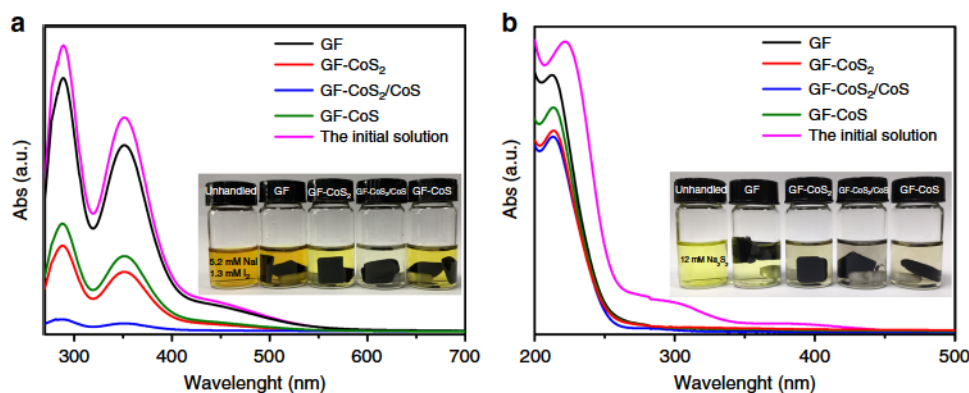 a
Abs (a.u.)
GF
GF-CoS₂
GF-CoS₂/CoS
GF-CoS
The initial solution
Unhandled
GF
GF-CoS₂
GF-CoS₂/CoS
GF-CoS
5.2 mM NaI
1.3 mM I₂
300
400
500
600
700
Wavelenght (nm)
b
Abs (a.u.)
GF
GF-CoS₂
GF-CoS₂/CoS
GF-CoS
The initial solution
Unhandled
GF
GF-CoS₂
GF-CoS₂/CoS
GF-CoS
12 mM Na₂S₂
200
300
400
500
Wavelenght (nm)